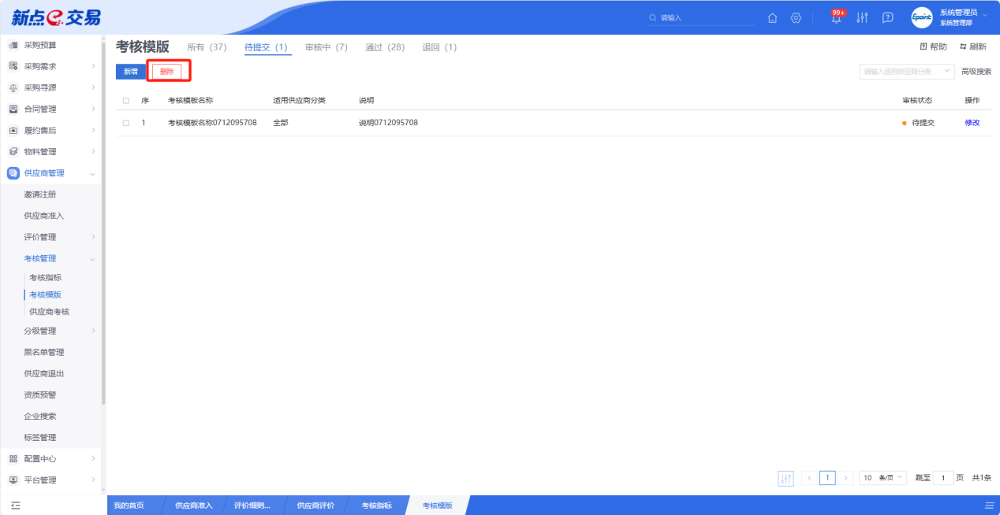 新点e交易
请输入
99+
Epoint
系统管理员
系统管理部
采购预算
采购需求
采购寻源
合同管理
履约售后
物料管理
供应商管理
邀请注册
供应商准入
评价管理
考核管理
考核指标
考核模版
供应商考核
分级管理
黑名单管理
供应商退出
资质预警
企业搜索
标签管理
配置中心
平台管理
考核模版 所有 (37) 待提交 (1) 审核中 (7) 通过 (28) 退回 (1) 帮助 刷新
新增 删除 请输入适用供应商分类 高级搜索
序 考核模板名称 适用供应商分类 说明 审核状态 操作
1 考核模板名称0712095708 全部 说明0712095708 待提交 修改
1 10 条/页 跳至 1 页 共1条
我的首页 供应商准入 评价细则... 供应商评价 考核指标 考核模版